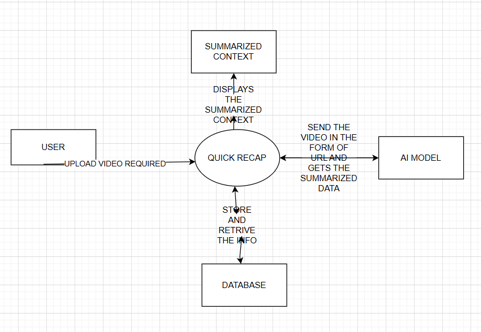 SUMMARIZED
CONTEXT
DISPLAYS
THE
SUMMARIZED
CONTEXT
USER
UPLOAD VIDEO REQUIRED
QUICK RECAP
SEND THE
VIDEO IN THE
FORM OF
URL AND
GETS THE
SUMMARIZED
DATA
AI MODEL
STORE
AND
RETRIVE
THE INFO
DATABASE